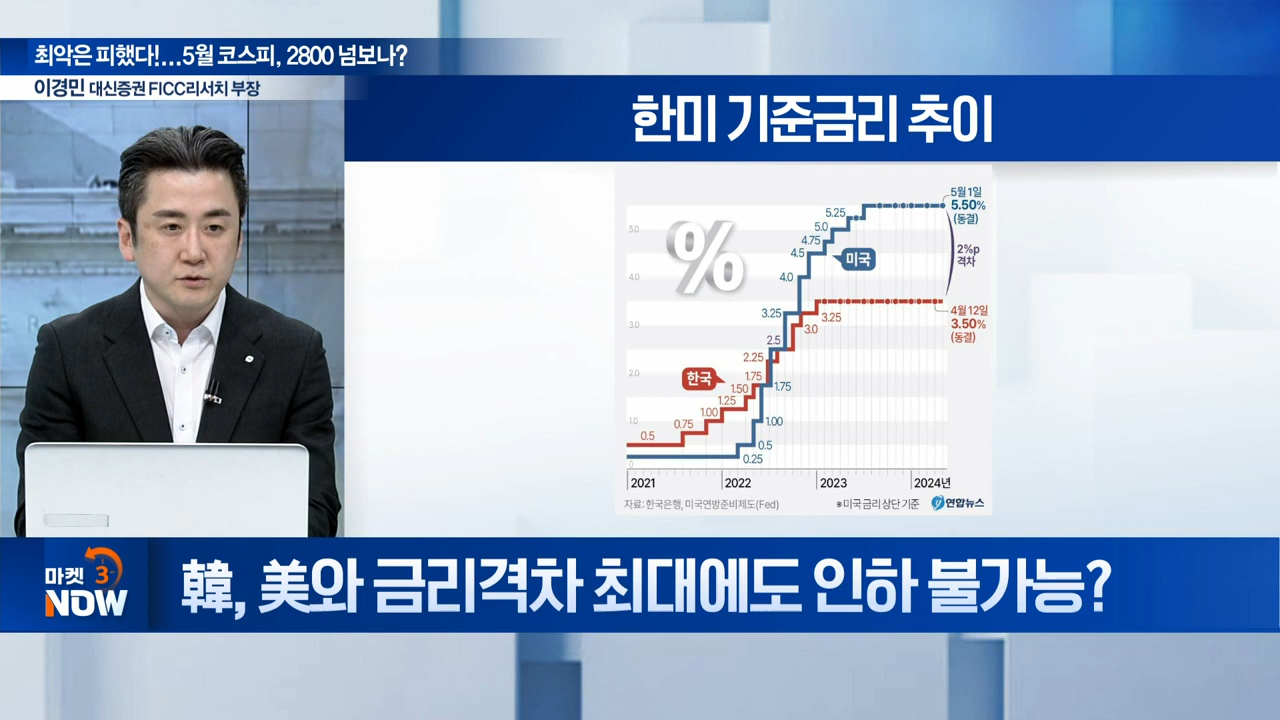 최악은 피했다!...5월 코스피, 2800 넘보나?
이경민 대신증권 FICC리서치 부장
한미 기준금리 추이
%
5월 1일
5.50%
(동결)
2%p
격차
4월 12일
3.50%
(동결)
미국
5.25
5.0
4.75
4.5
4.0
3.25
2.5
1.75
1.00
0.5
0.25
한국
3.25
3.0
2.25
1.75
1.50
1.25
1.00
0.75
0.5
5.0
4.0
3.0
2.0
1.0
0
2021 2022 2023 2024년
자료: 한국은행, 미국연방준비제도(Fed) ※미국 금리 상단 기준 연합뉴스
마켓 3
NOW
韓, 美와 금리격차 최대에도 인하 불가능?